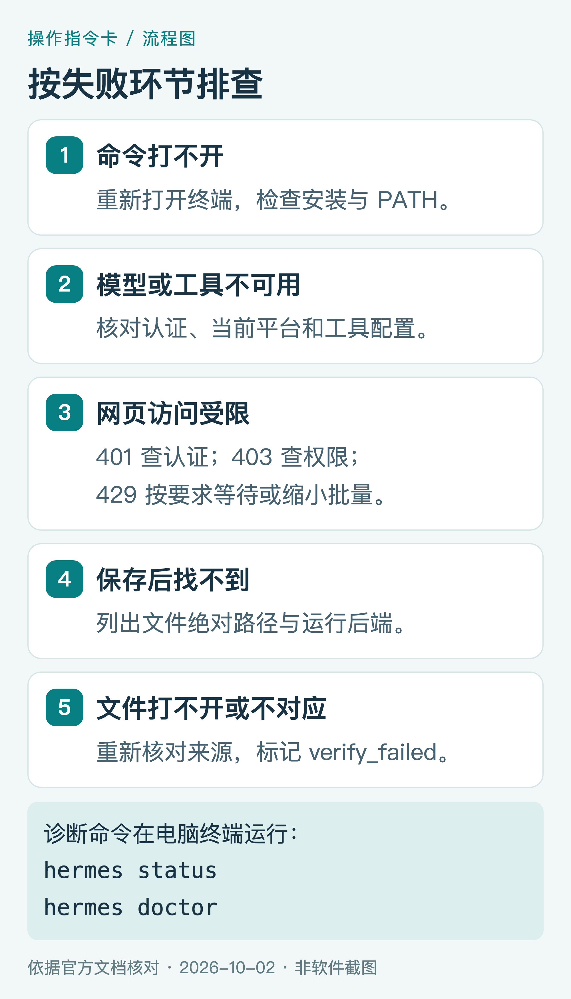 操作指令卡 / 流程图
按失败环节排查
1 命令打不开
重新打开终端，检查安装与 PATH。
2 模型或工具不可用
核对认证、当前平台和工具配置。
3 网页访问受限
401 查认证；403 查权限；
429 按要求等待或缩小批量。
4 保存后找不到
列出文件绝对路径与运行后端。
5 文件打不开或不对应
重新核对来源，标记 verify_failed。
诊断命令在电脑终端运行：
hermes status
hermes doctor
依据官方文档核对 · 2026-10-02 · 非软件截图